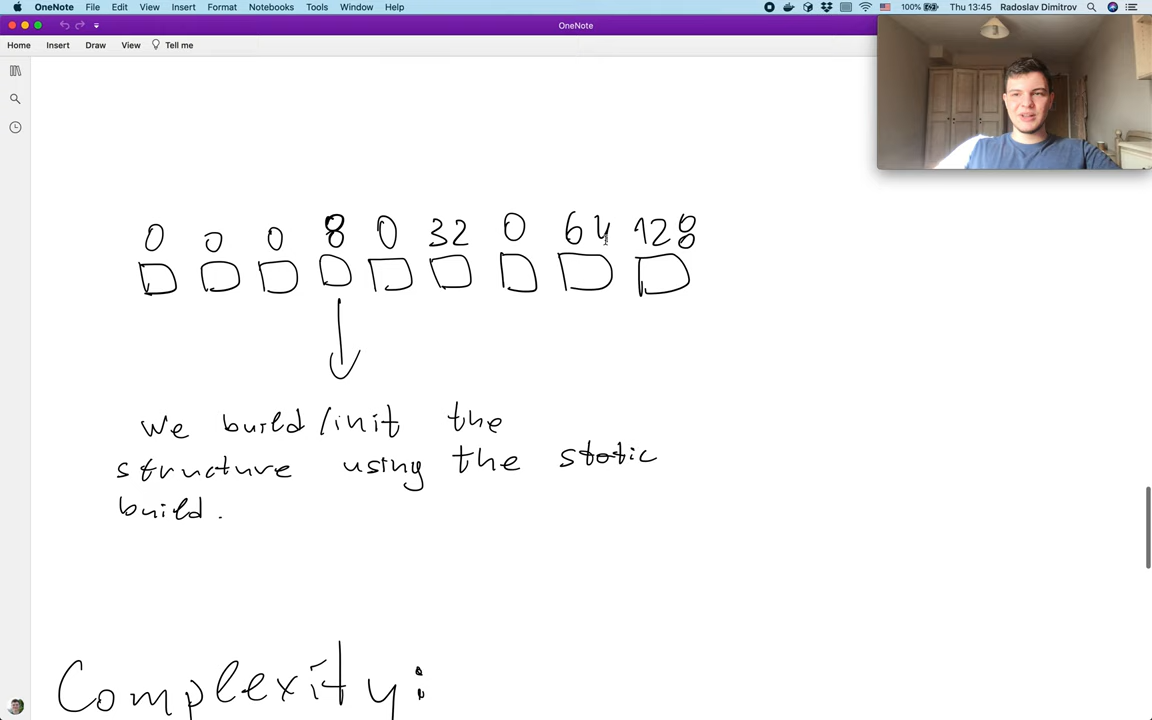 OneNote File Edit View Insert Format Notebooks Tools Window Help 100% Thu 13:45 Radoslav Dimitrov
OneNote
Home Insert Draw View Tell me
0 0 0 8 0 32 0 64 128
We build/init the
structure using the static
build.
Complexity: